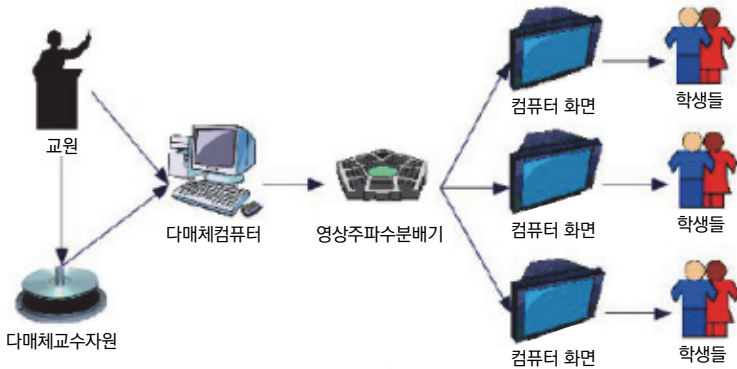 컴퓨터 화면
학생들
교원
컴퓨터 화면
학생들
다매체컴퓨터
영상주파수분배기
다매체교수자원
컴퓨터 화면
학생들